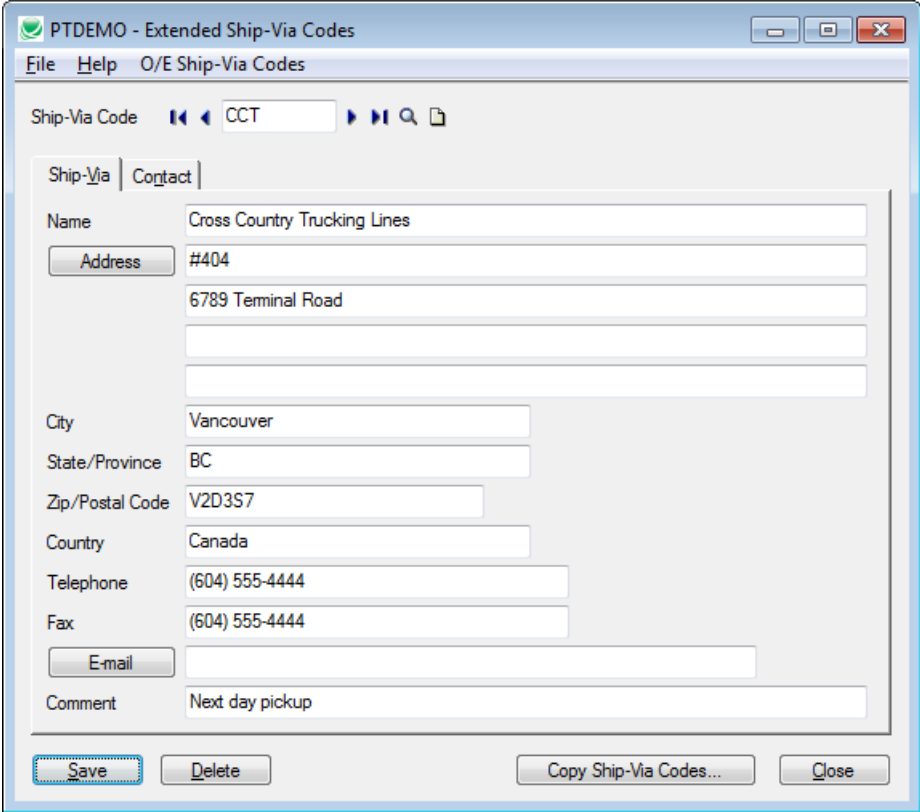 PTDEMO - Extended Ship-Via Codes
File Help O/E Ship-Via Codes
Ship-Via Code CCT
Ship-Via Contact
Name Cross Country Trucking Lines
Address #404
6789 Terminal Road
City Vancouver
State/Province BC
Zip/Postal Code V2D3S7
Country Canada
Telephone (604) 555-4444
Fax (604) 555-4444
E-mail
Comment Next day pickup
Save Delete Copy Ship-Via Codes... Close